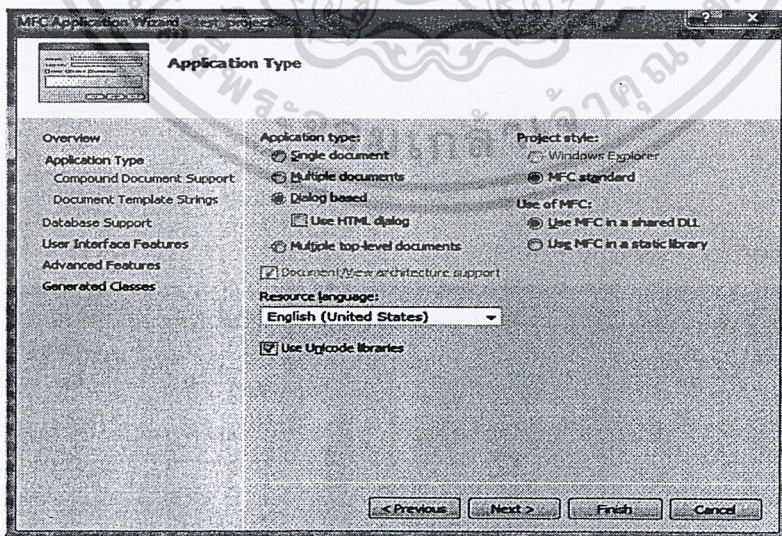 MFC Application Wizard - test_project
Application Type
Overview
Application Type
Compound Document Support
Document Template Strings
Database Support
User Interface Features
Advanced Features
Generated Classes
Application type:
Single document
Multiple documents
Dialog based
Use HTML dialog
Multiple top-level documents
Document/View architecture support
Resource language:
English (United States)
Use Unicode libraries
Project style:
Windows Explorer
MFC standard
Use of MFC:
Use MFC in a shared DLL
Use MFC in a static library
< Previous
Next >
Finish
Cancel